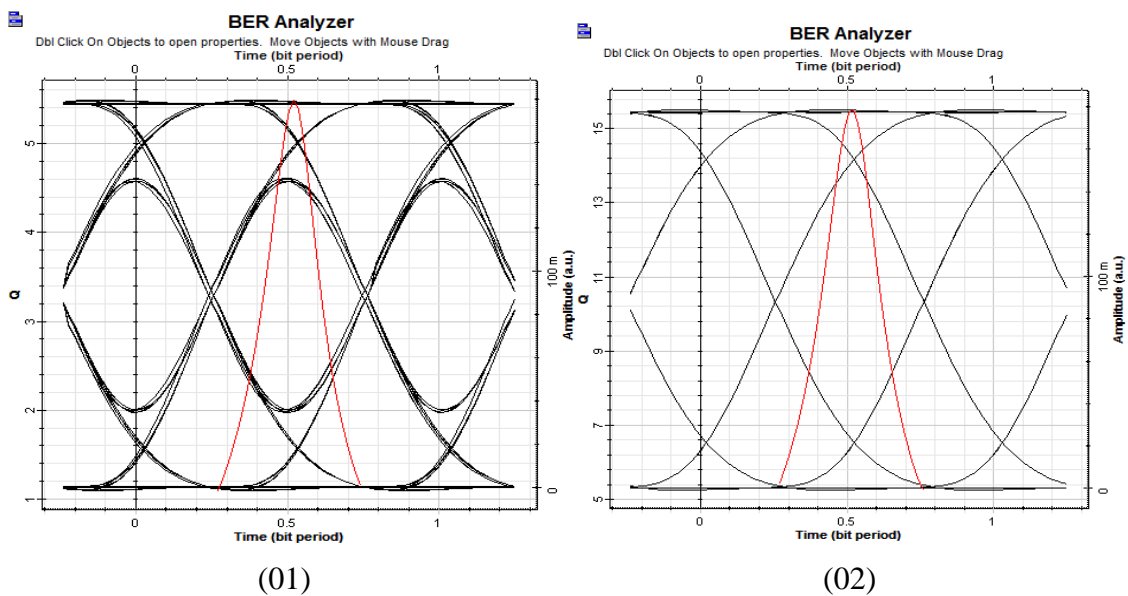 BER Analyzer
Dbl Click On Objects to open properties. Move Objects with Mouse Drag
Time (bit period)
0 0.5 1
Q
5
4
3
2
1
Amplitude (a.u.)
100 m
0
0 0.5 1
Time (bit period)
(01)
BER Analyzer
Dbl Click On Objects to open properties. Move Objects with Mouse Drag
Time (bit period)
0 0.5 1
Q
15
13
11
9
7
5
100 m
0
Amplitude (a.u.)
0 0.5 1
Time (bit period)
(02)